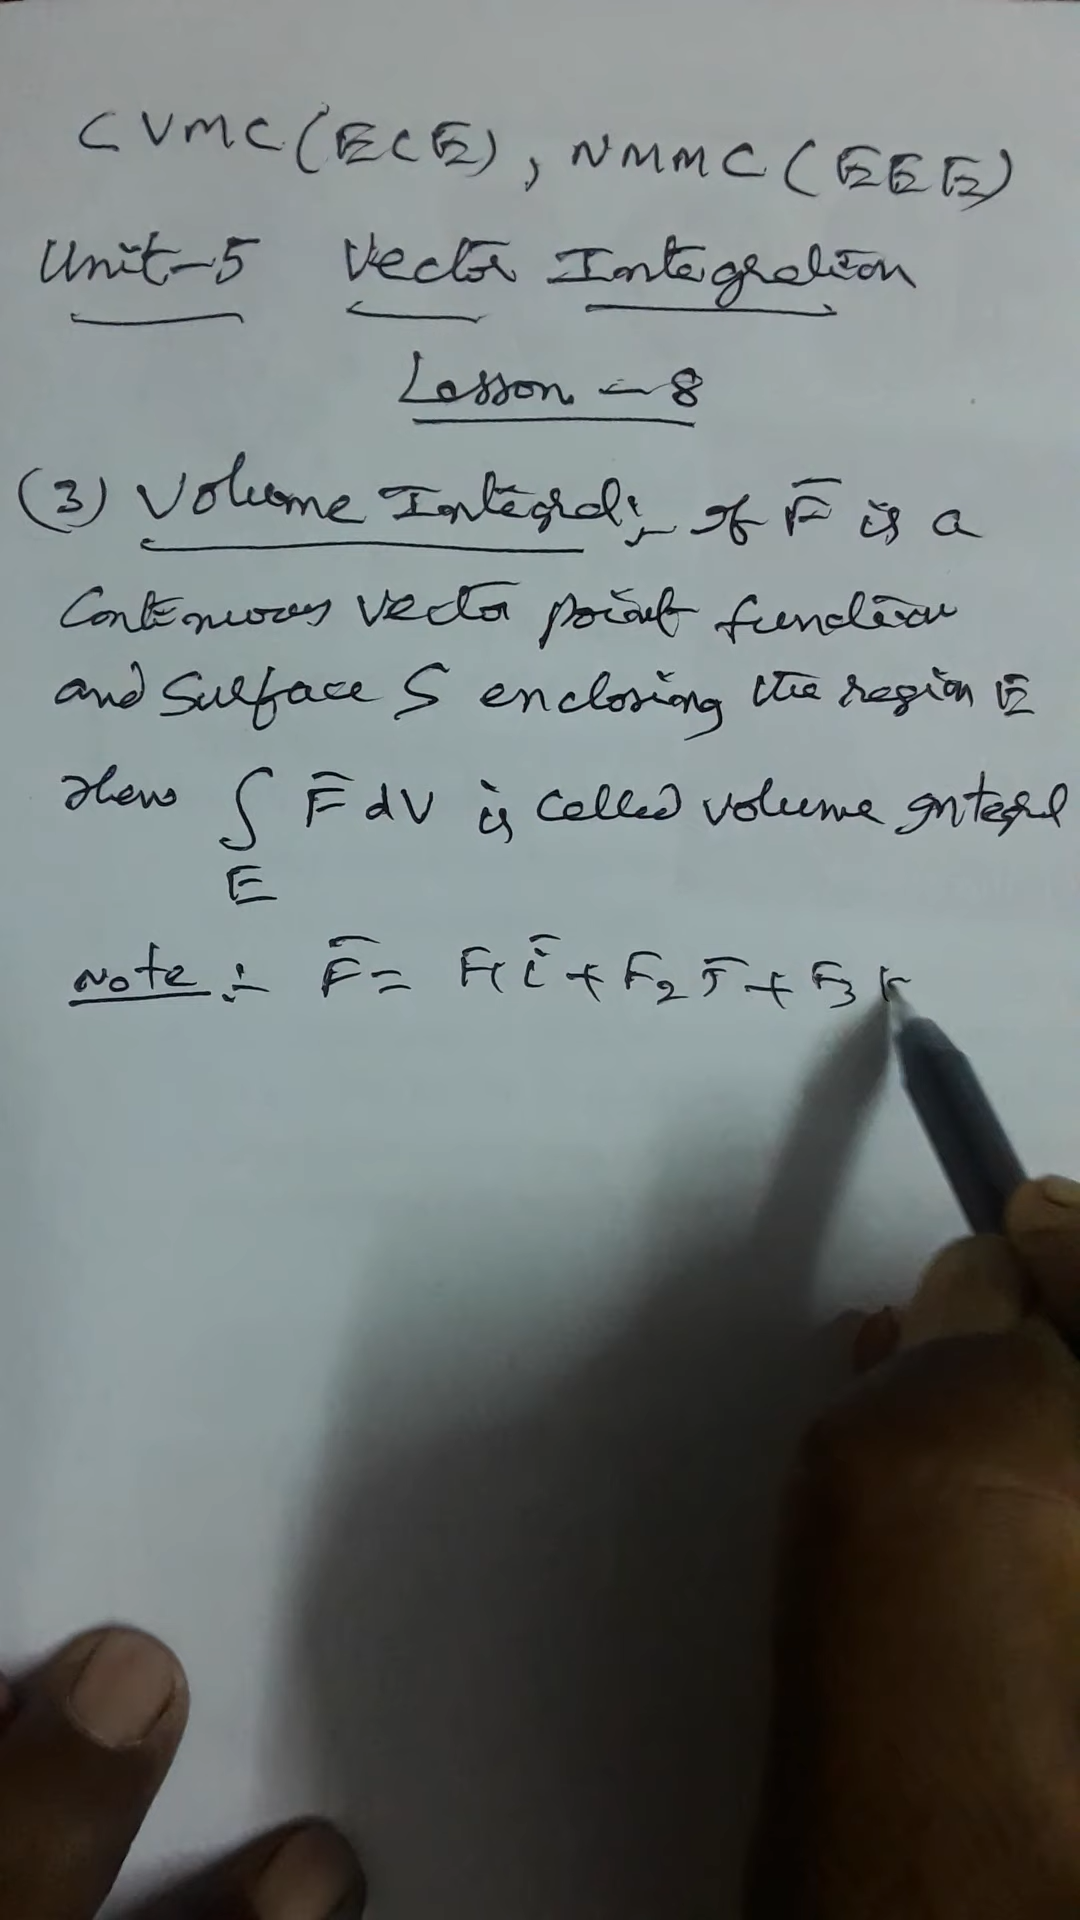 CVMC (ECE), NMMC (EEE)
Unit-5 Vector Integration
Lesson - 8
(3) Volume Integral :- If F̅ is a
Continuous vector point function
and Surface S enclosing the region E
then ∫ F̅ dV is called volume Integral
E
Note :- F̅ = F1 i̅ + F2 j̅ + F3 k